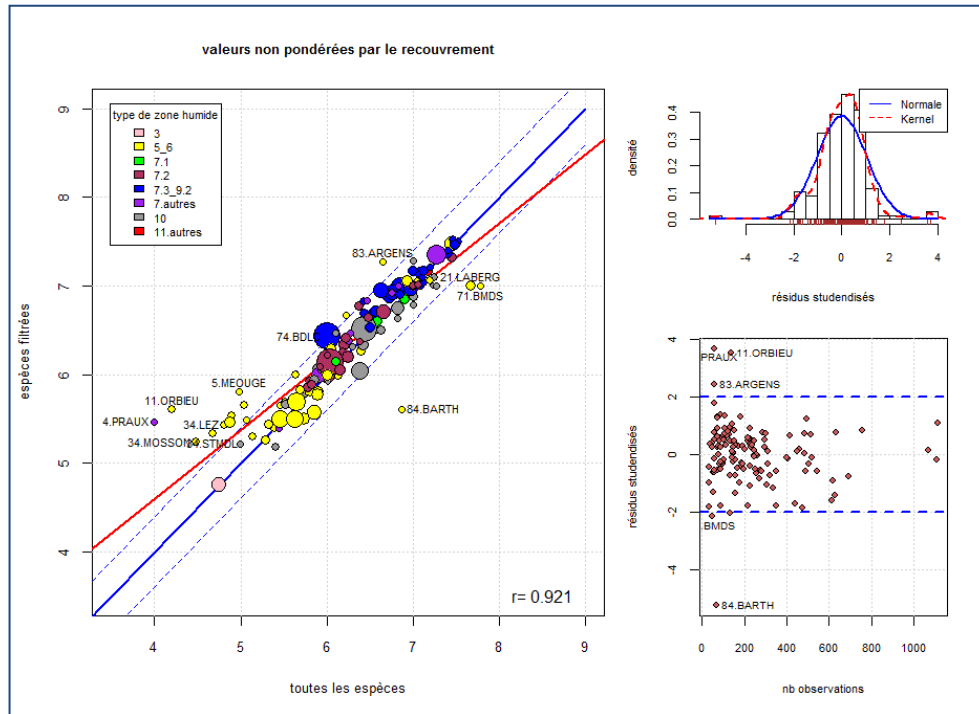 valeurs non pondérées par le recouvrement
espèces filtrées
9
8
7
6
5
4
type de zone humide
3
5_6
7.1
7.2
7.3_9.2
7.autres
10
11.autres
83.ARGENS
21.LABERG
71.BMDS
74.BDL
5.MEOUGE
11.ORBIEU
4.PRAUX
34.LEZ
84.BARTH
34.MOSSON
r= 0.921
4 5 6 7 8 9
toutes les espèces
densité
0.4
0.3
0.2
0.1
0.0
Normale
Kernel
-4 -2 0 2 4
résidus studendisés
résidus studendisés
4
2
0
-2
-4
PRAUX
11.ORBIEU
83.ARGENS
.BMDS
84.BARTH
0 200 400 600 800 1000
nb observations